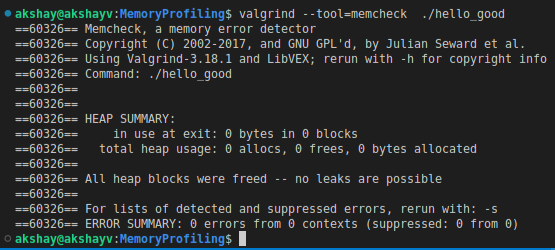 akshay@akshayv:MemoryProfiling$ valgrind --tool=memcheck  ./hello_good
==60326== Memcheck, a memory error detector
==60326== Copyright (C) 2002-2017, and GNU GPL'd, by Julian Seward et al.
==60326== Using Valgrind-3.18.1 and LibVEX; rerun with -h for copyright info
==60326== Command: ./hello_good
==60326==
==60326==
==60326== HEAP SUMMARY:
==60326==     in use at exit: 0 bytes in 0 blocks
==60326==   total heap usage: 0 allocs, 0 frees, 0 bytes allocated
==60326==
==60326== All heap blocks were freed -- no leaks are possible
==60326==
==60326== For lists of detected and suppressed errors, rerun with: -s
==60326== ERROR SUMMARY: 0 errors from 0 contexts (suppressed: 0 from 0)
akshay@akshayv:MemoryProfiling$